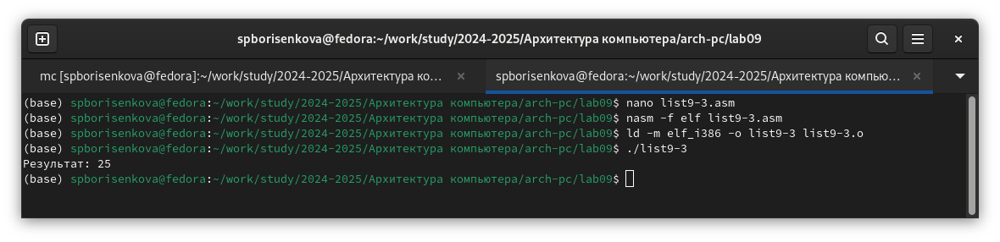 spborisenkova@fedora:~/work/study/2024-2025/Архитектура компьютера/arch-pc/lab09
mc [spborisenkova@fedora]:~/work/study/2024-2025/Архитектура ко...
spborisenkova@fedora:~/work/study/2024-2025/Архитектура компью...
(base) spborisenkova@fedora:~/work/study/2024-2025/Архитектура компьютера/arch-pc/lab09$ nano list9-3.asm
(base) spborisenkova@fedora:~/work/study/2024-2025/Архитектура компьютера/arch-pc/lab09$ nasm -f elf list9-3.asm
(base) spborisenkova@fedora:~/work/study/2024-2025/Архитектура компьютера/arch-pc/lab09$ ld -m elf_i386 -o list9-3 list9-3.o
(base) spborisenkova@fedora:~/work/study/2024-2025/Архитектура компьютера/arch-pc/lab09$ ./list9-3
Результат: 25
(base) spborisenkova@fedora:~/work/study/2024-2025/Архитектура компьютера/arch-pc/lab09$